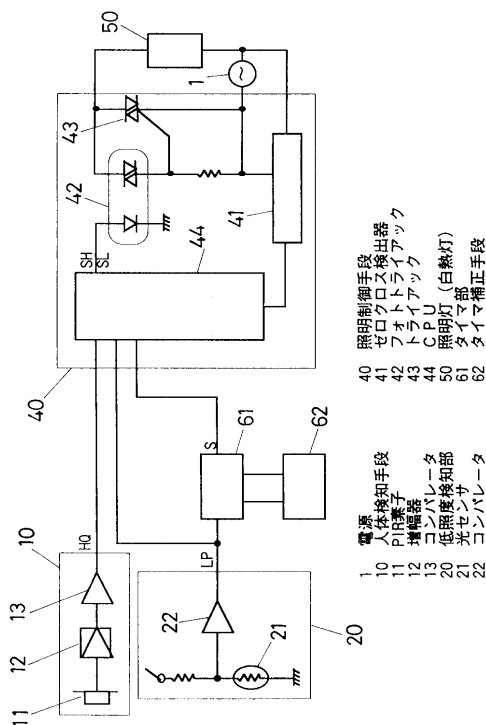 10
11
12
13
HQ
20
21
22
LP
S
61
62
40
44
SH
SL
42
43
41
1
50
1 電源
10 人体検知手段
11 PIR素子
12 増幅器
13 コンパレータ
20 低照度検知部
21 光センサ
22 コンパレータ
40 照明制御手段
41 ゼロクロス検出器
42 フォトトライアック
43 トライアック
44 CPU
50 照明灯(白熱灯)
61 タイマ部
62 タイマ補正手段